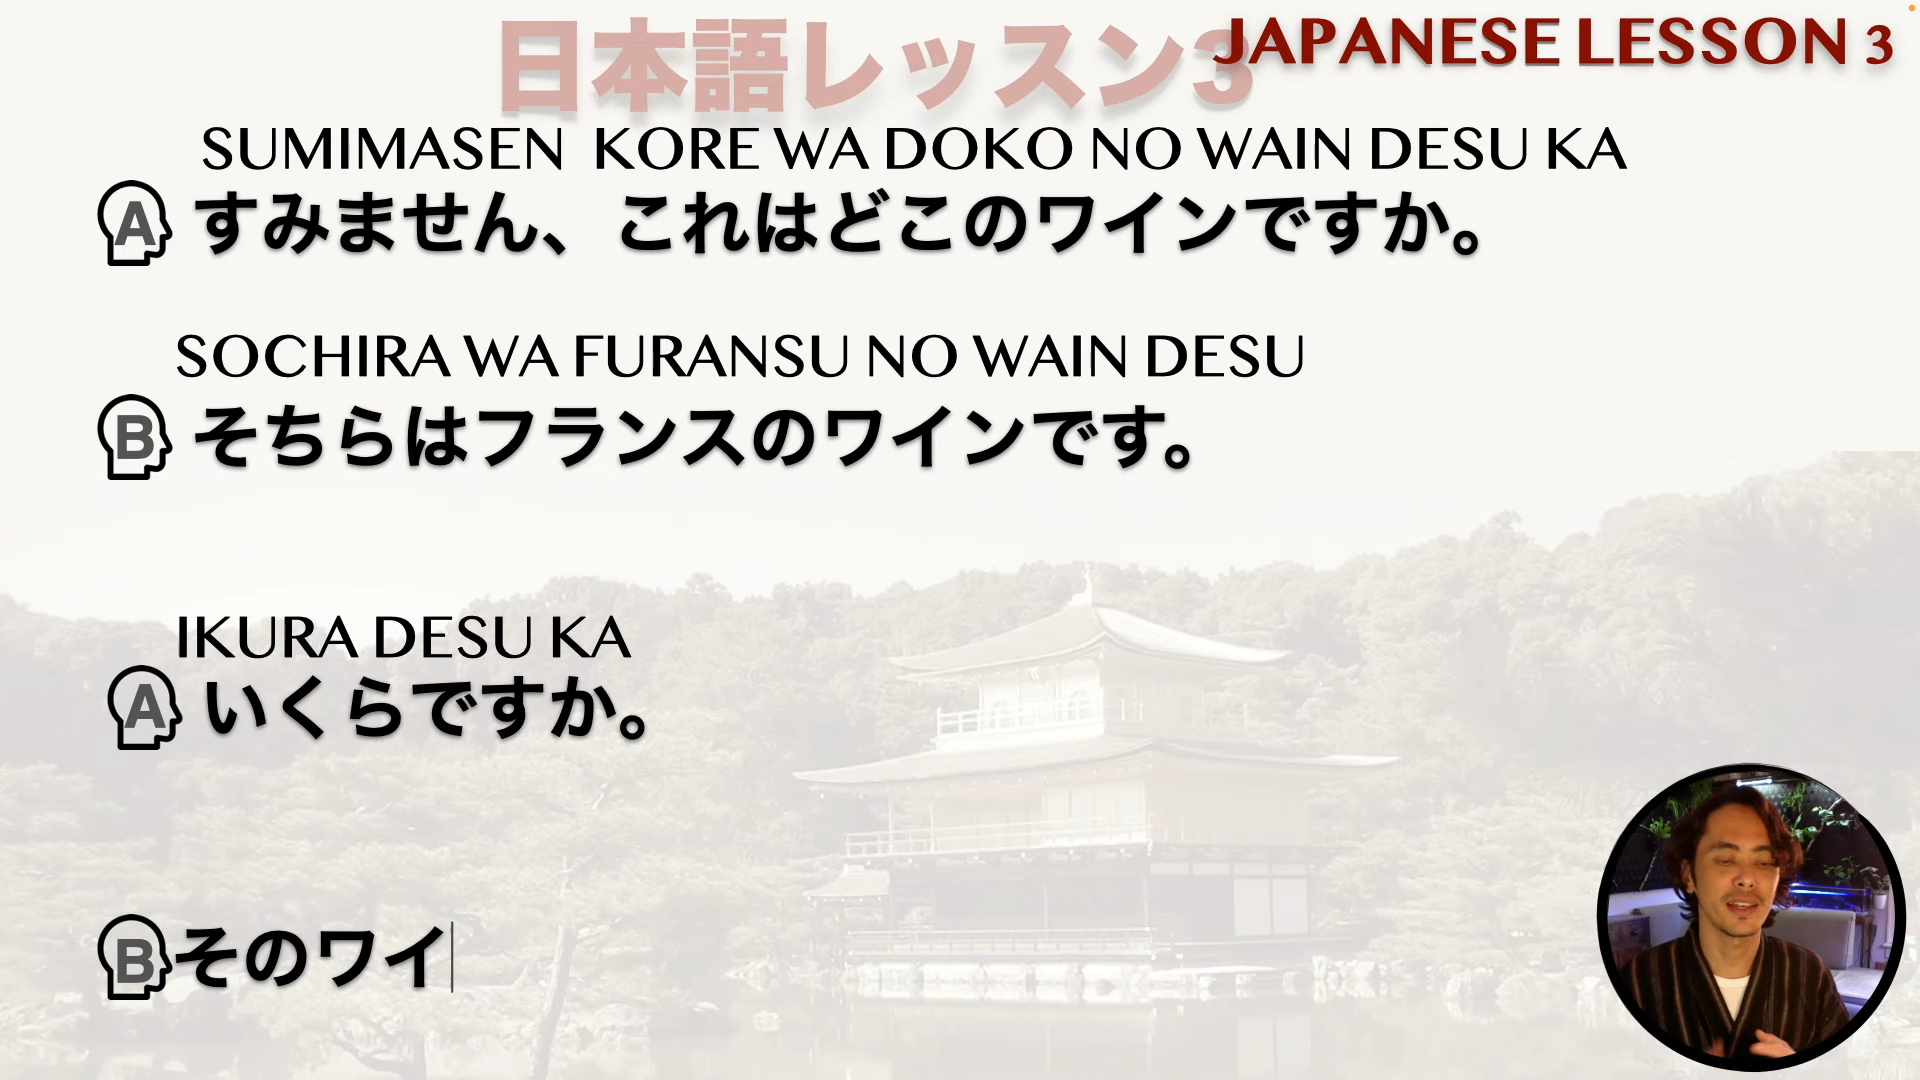 日本語レッスン3
JAPANESE LESSON 3
SUMIMASEN KORE WA DOKO NO WAIN DESU KA
A すみません、これはどこのワインですか。
SOCHIRA WA FURANSU NO WAIN DESU
B そちらはフランスのワインです。
IKURA DESU KA
A いくらですか。
B そのワイ